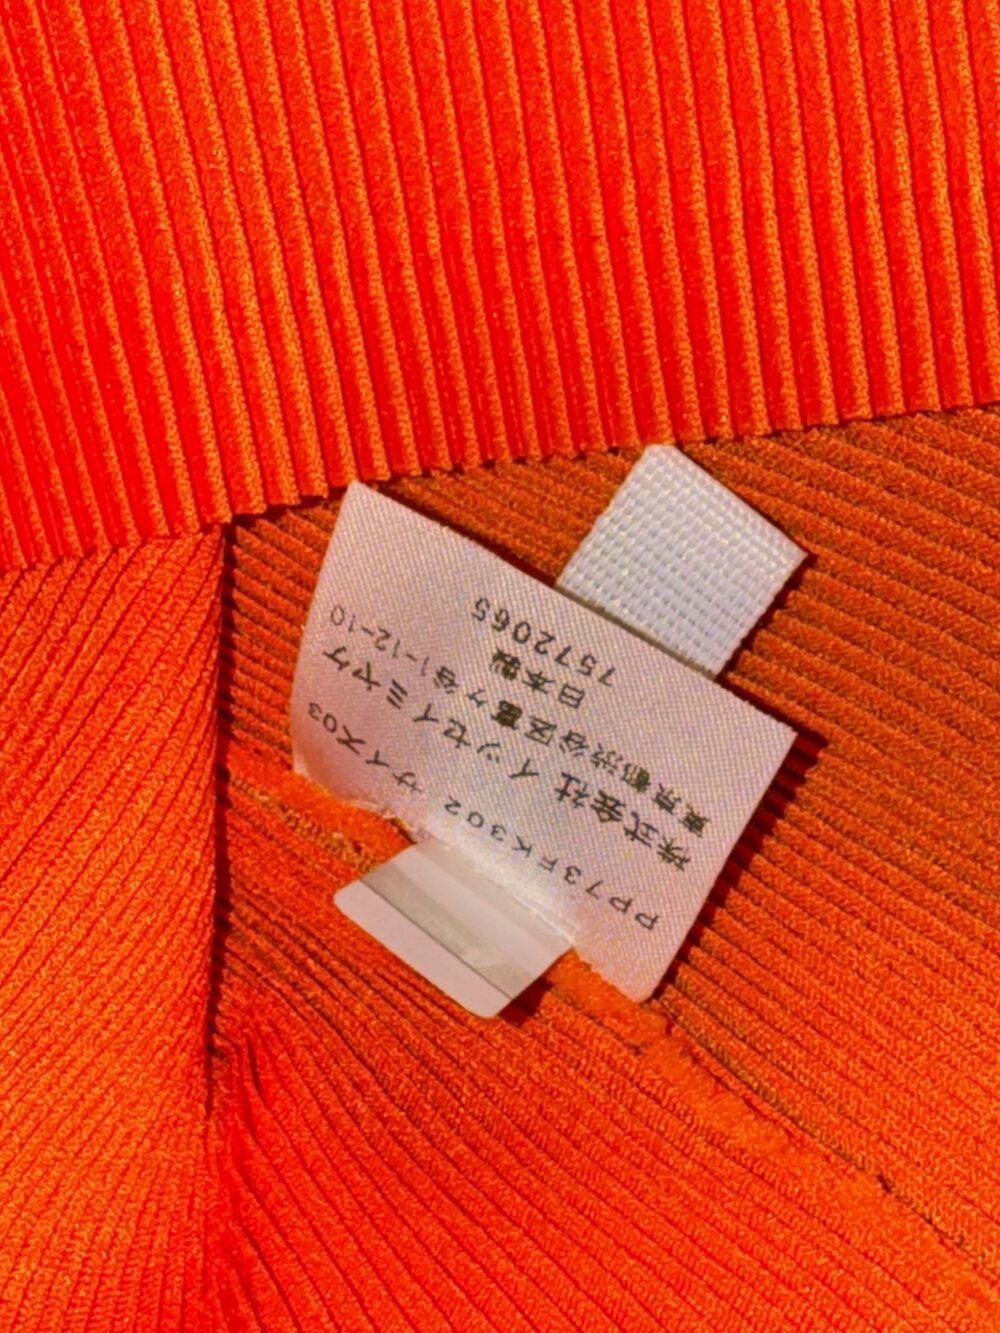 PP73FK302 サイズ03
株式会社 イッセイ ミヤケ
東京都渋谷区富ヶ谷1-12-10
日本製
7572065